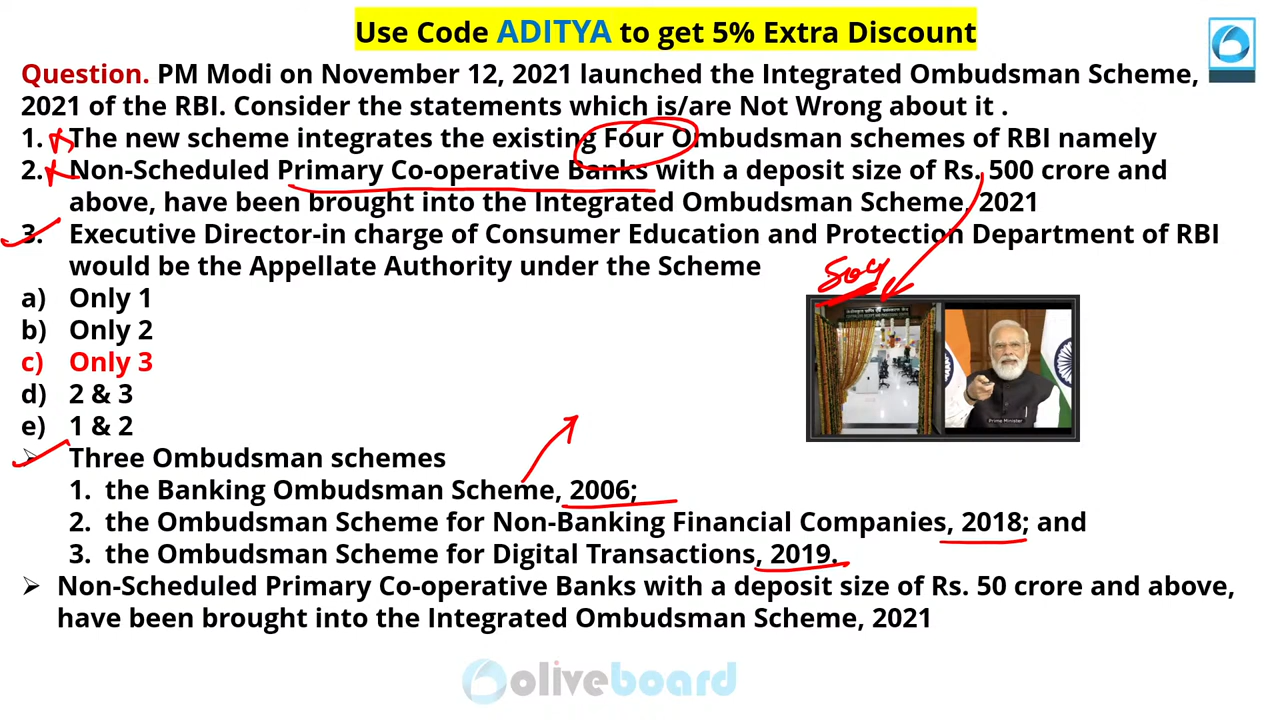 Use Code ADITYA to get 5% Extra Discount
Question. PM Modi on November 12, 2021 launched the Integrated Ombudsman Scheme,
2021 of the RBI. Consider the statements which is/are Not Wrong about it .
1. The new scheme integrates the existing Four Ombudsman schemes of RBI namely
2. Non-Scheduled Primary Co-operative Banks with a deposit size of Rs. 500 crore and
above, have been brought into the Integrated Ombudsman Scheme, 2021
3. Executive Director-in charge of Consumer Education and Protection Department of RBI
would be the Appellate Authority under the Scheme
a) Only 1
b) Only 2
c) Only 3
d) 2 & 3
e) 1 & 2
Prime Minister
Three Ombudsman schemes
1. the Banking Ombudsman Scheme, 2006;
2. the Ombudsman Scheme for Non-Banking Financial Companies, 2018; and
3. the Ombudsman Scheme for Digital Transactions, 2019.
Non-Scheduled Primary Co-operative Banks with a deposit size of Rs. 50 crore and above,
have been brought into the Integrated Ombudsman Scheme, 2021
oliveboard